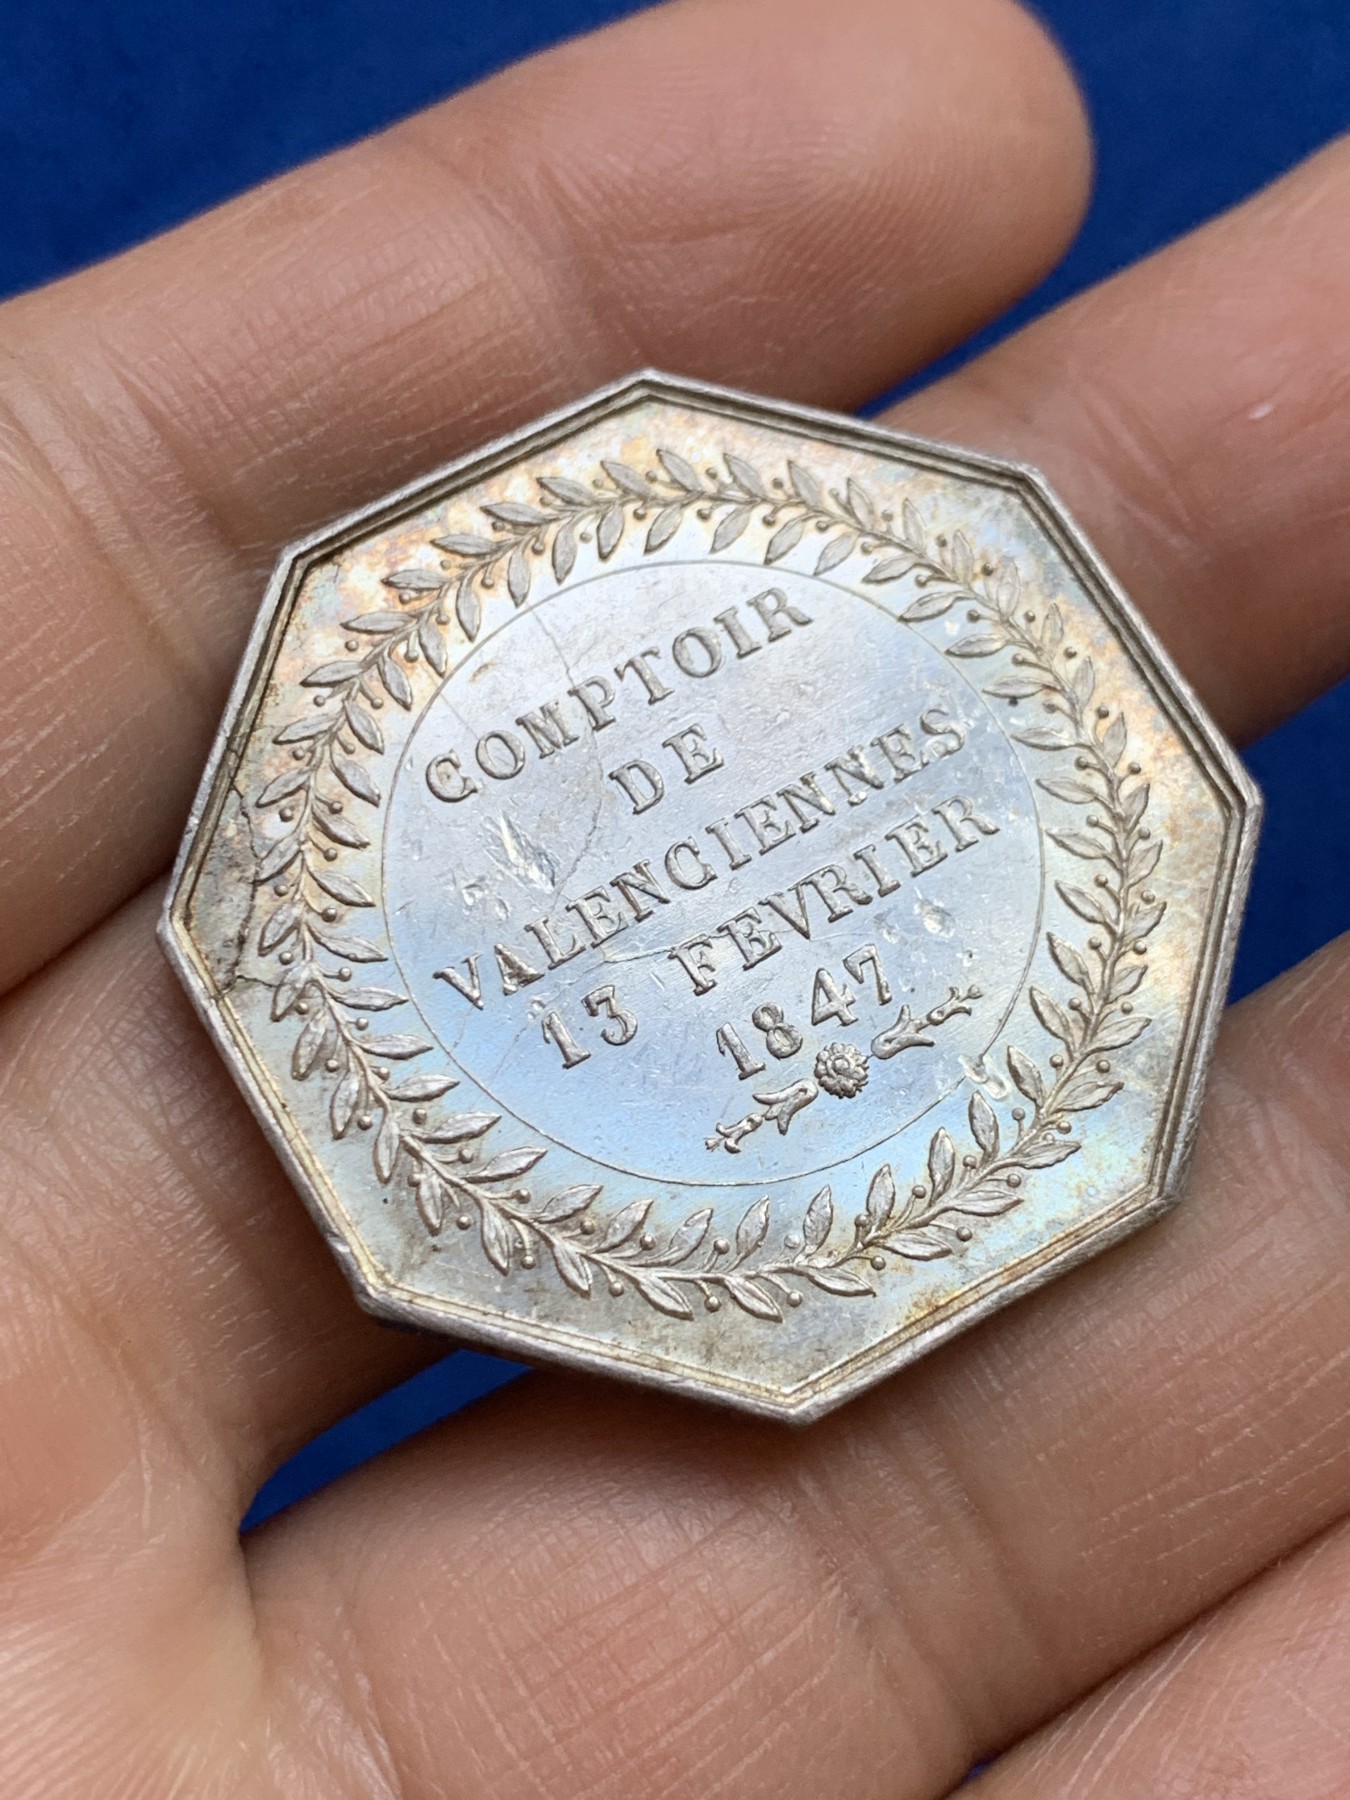 COMPTOIR
DE
VALENCIENNES
13 FEVRIER
1847.